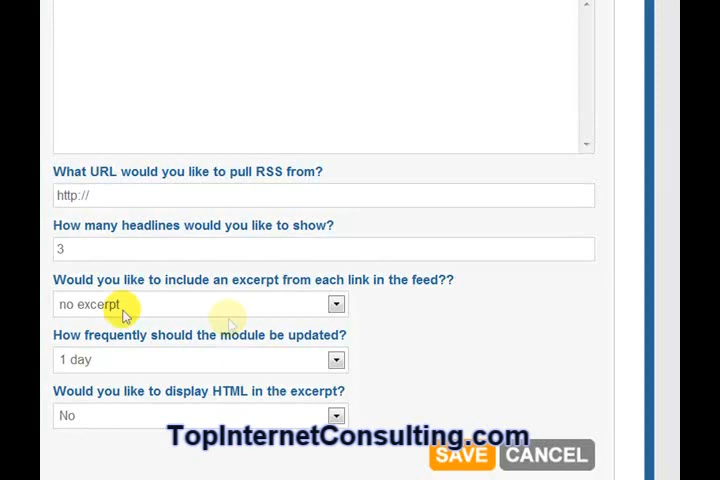 What URL would you like to pull RSS from?
http://
How many headlines would you like to show?
3
Would you like to include an excerpt from each link in the feed??
no excerpt
How frequently should the module be updated?
1 day
Would you like to display HTML in the excerpt?
No
TopInternetConsulting.com
SAVE CANCEL